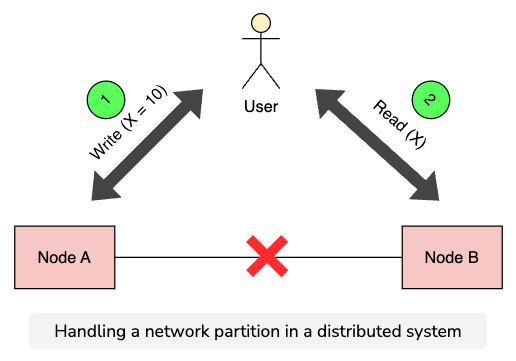 1
Write (X = 10)
User
2
Read (X)
Node A
Node B
Handling a network partition in a distributed system